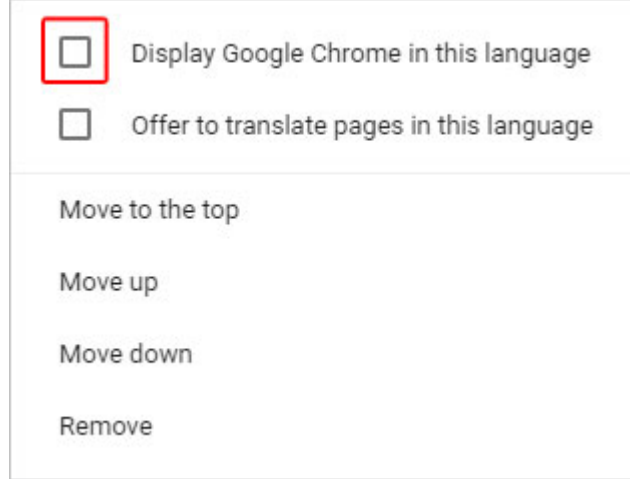 Display Google Chrome in this language
Offer to translate pages in this language
Move to the top
Move up
Move down
Remove